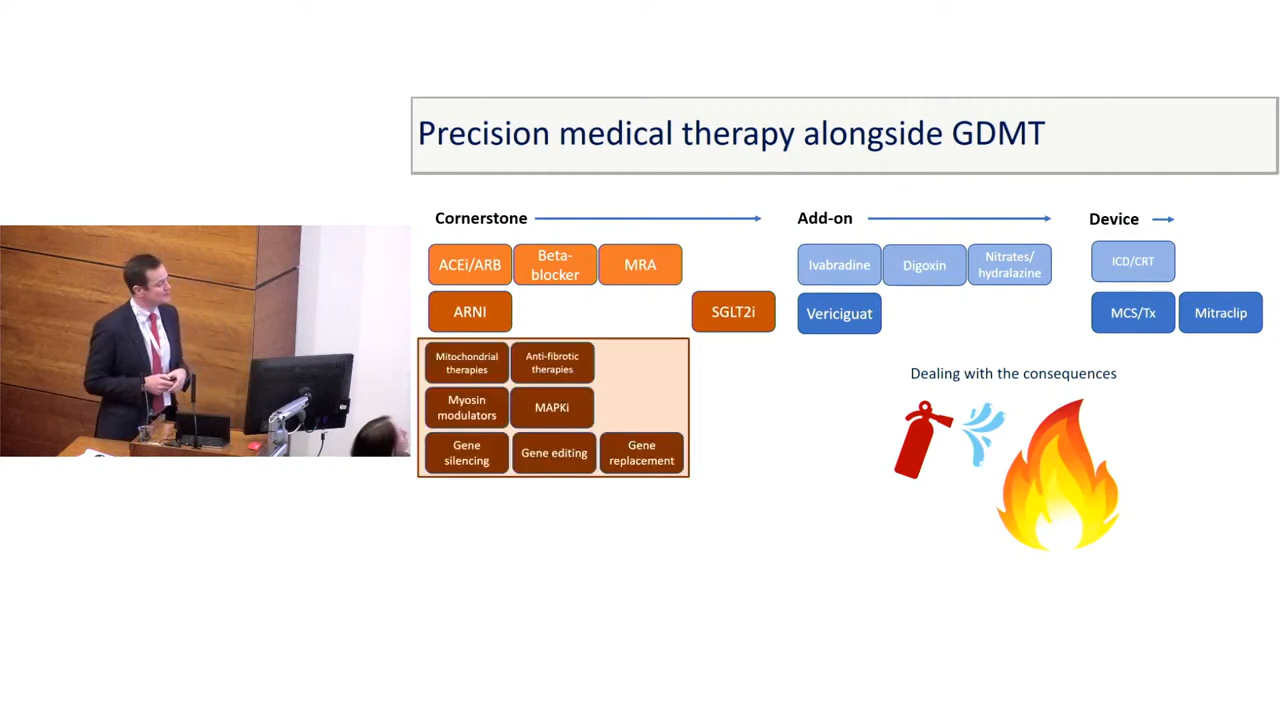 Precision medical therapy alongside GDMT
Cornerstone
Add-on
Device
ACEi/ARB
Beta-
blocker
MRA
Ivabradine
Digoxin
Nitrates/
hydralazine
ICD/CRT
ARNI
SGLT2i
Vericiguat
MCS/Tx
Mitraclip
Mitochondrial
therapies
Anti-fibrotic
therapies
Myosin
modulators
MAPKi
Gene
silencing
Gene editing
Gene
replacement
Dealing with the consequences